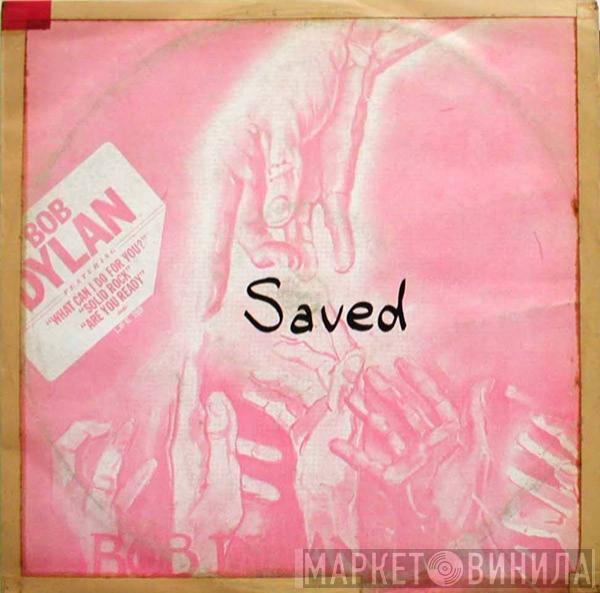 BOB
DYLAN
FEATURING
"WHAT CAN I DO FOR YOU?"
"SOLID ROCK"
"ARE YOU READY"
Saved
BOB
МАРКЕТ ВИНИЛА